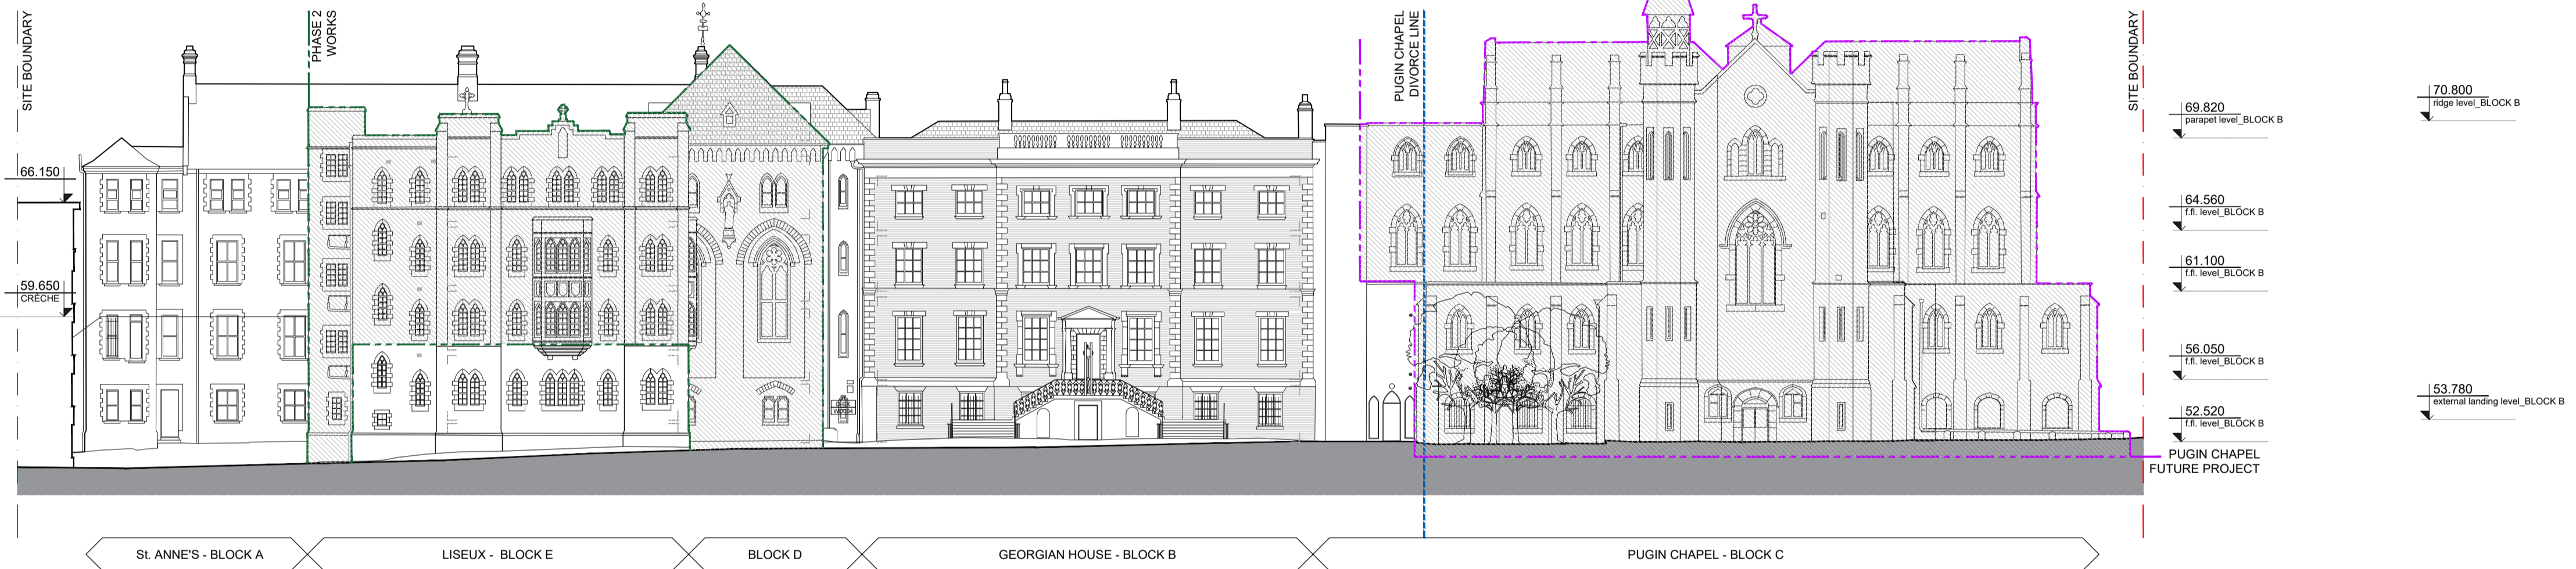 SITE BOUNDARY
PHASE 2
WORKS
PUGIN CHAPEL
DIVORCE LINE
SITE BOUNDARY
66.150
59.650
CRÈCHE
69.820
parapet level_BLOCK B
70.800
ridge level_BLOCK B
64.560
f.fl. level_BLOCK B
61.100
f.fl. level_BLOCK B
56.050
f.fl. level_BLOCK B
53.780
external landing level_BLOCK B
52.520
f.fl. level_BLOCK B
PUGIN CHAPEL
FUTURE PROJECT
St. ANNE'S - BLOCK A
LISEUX - BLOCK E
BLOCK D
GEORGIAN HOUSE - BLOCK B
PUGIN CHAPEL - BLOCK C